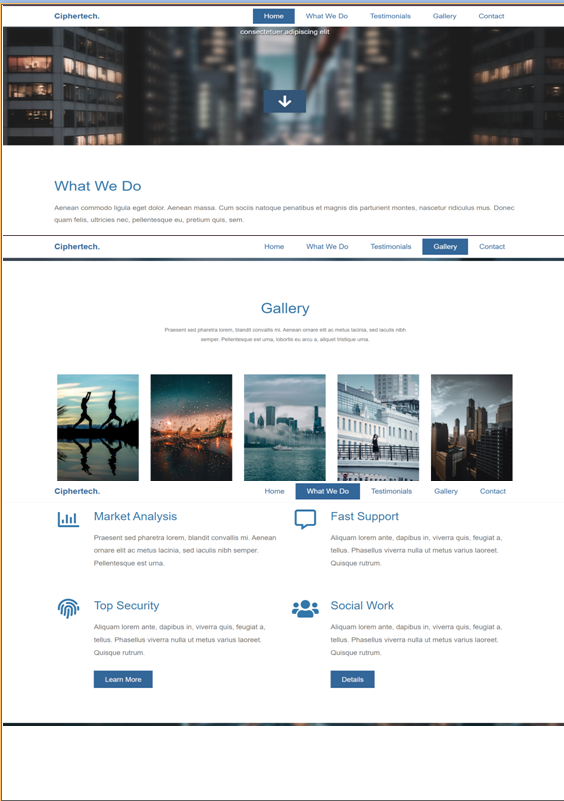 Ciphertech. Home What We Do Testimonials Gallery Contact
consectetuer adipiscing elit
What We Do
Aenean commodo ligula eget dolor. Aenean massa. Cum sociis natoque penatibus et magnis dis parturient montes, nascetur ridiculus mus. Donec
quam felis, ultricies nec, pellentesque eu, pretium quis, sem.
Ciphertech. Home What We Do Testimonials Gallery Contact
Gallery
Praesent sed pharetra lorem, blandit convallis mi. Aenean ornare elit ac metus lacinia, sed iaculis nibh
semper. Pellentesque est urna, lobortis eu arcu a, aliquet tristique urna.
Ciphertech. Home What We Do Testimonials Gallery Contact
Market Analysis
Praesent sed pharetra lorem, blandit convallis mi. Aenean
ornare elit ac metus lacinia, sed iaculis nibh semper.
Pellentesque est urna.
Fast Support
Aliquam lorem ante, dapibus in, viverra quis, feugiat a,
tellus. Phasellus viverra nulla ut metus varius laoreet.
Quisque rutrum.
Top Security
Aliquam lorem ante, dapibus in, viverra quis, feugiat a,
tellus. Phasellus viverra nulla ut metus varius laoreet.
Quisque rutrum.
Learn More
Social Work
Aliquam lorem ante, dapibus in, viverra quis, feugiat a,
tellus. Phasellus viverra nulla ut metus varius laoreet.
Quisque rutrum.
Details